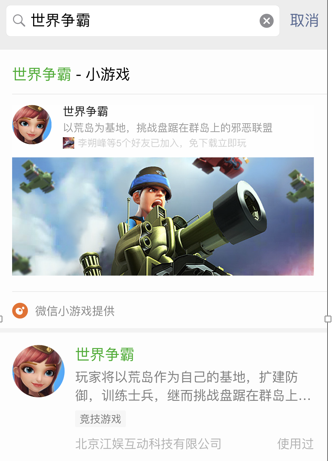 世界争霸
取消
世界争霸 - 小游戏
世界争霸
以荒岛为基地，挑战盘踞在群岛上的邪恶联盟
李朔峰等5个好友已加入，免下载立即玩
微信小游戏提供
世界争霸
玩家将以荒岛作为自己的基地，扩建防
御，训练士兵，继而挑战盘踞在群岛上...
竞技游戏
北京江娱互动科技有限公司
使用过